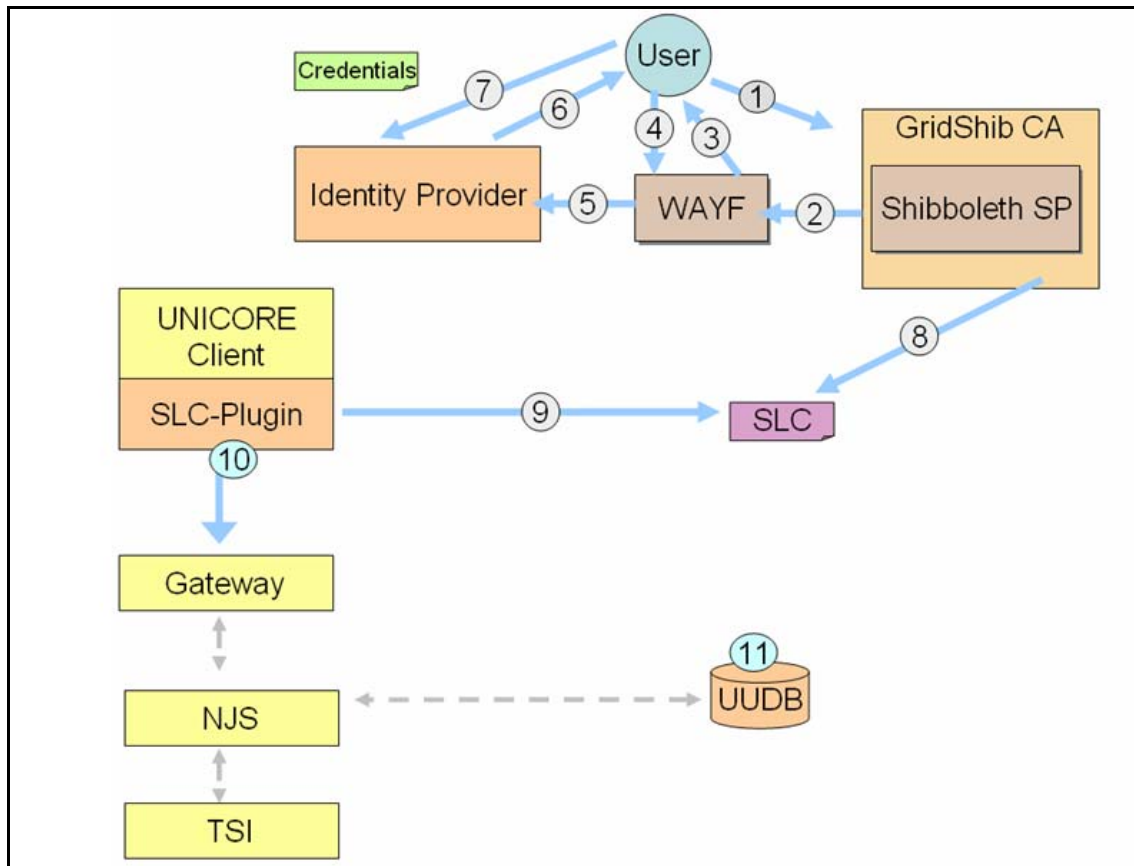 User
Credentials
7
1
6
GridShib CA
4
3
Identity Provider
5
WAYF
2
Shibboleth SP
UNICORE
Client
8
SLC-Plugin
9
SLC
10
Gateway
11
NJS
UUDB
TSI